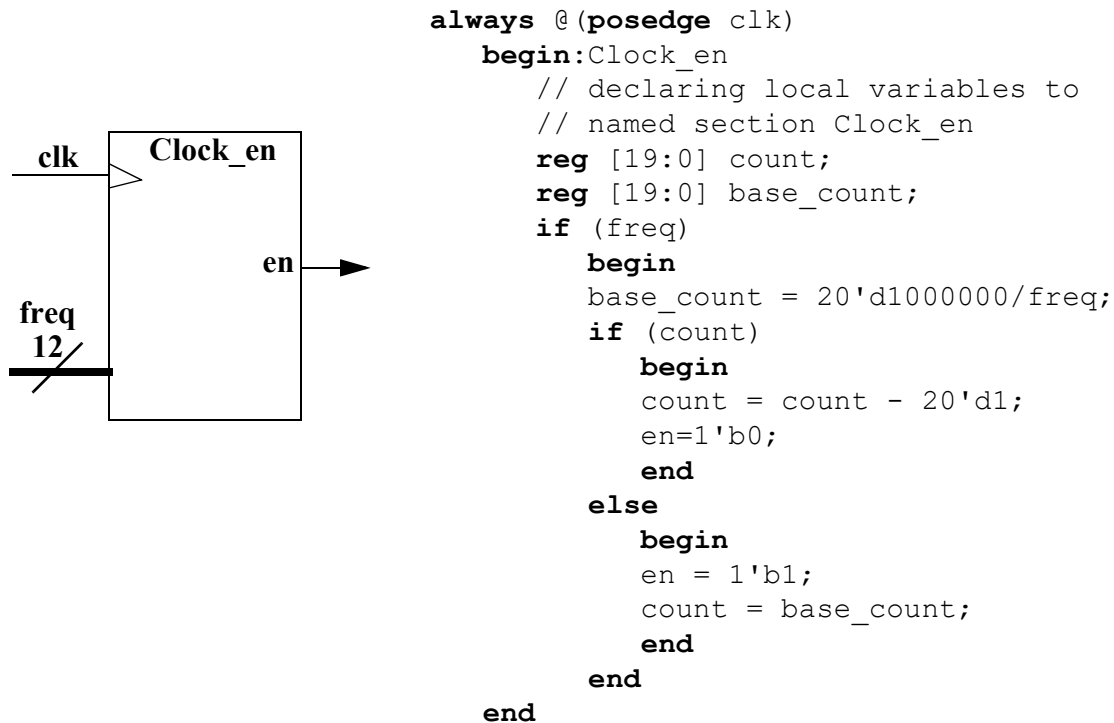 clk
Clock_en
en
freq
12
always @(posedge clk)
begin:Clock_en
// declaring local variables to
// named section Clock_en
reg [19:0] count;
reg [19:0] base_count;
if (freq)
begin
base_count = 20'd1000000/freq;
if (count)
begin
count = count - 20'd1;
en=1'b0;
end
else
begin
en = 1'b1;
count = base_count;
end
end
end